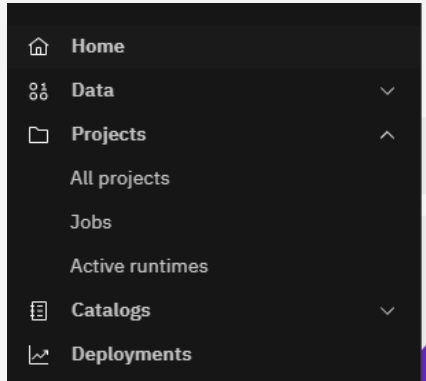 Home
Data
Projects
All projects
Jobs
Active runtimes
Catalogs
Deployments